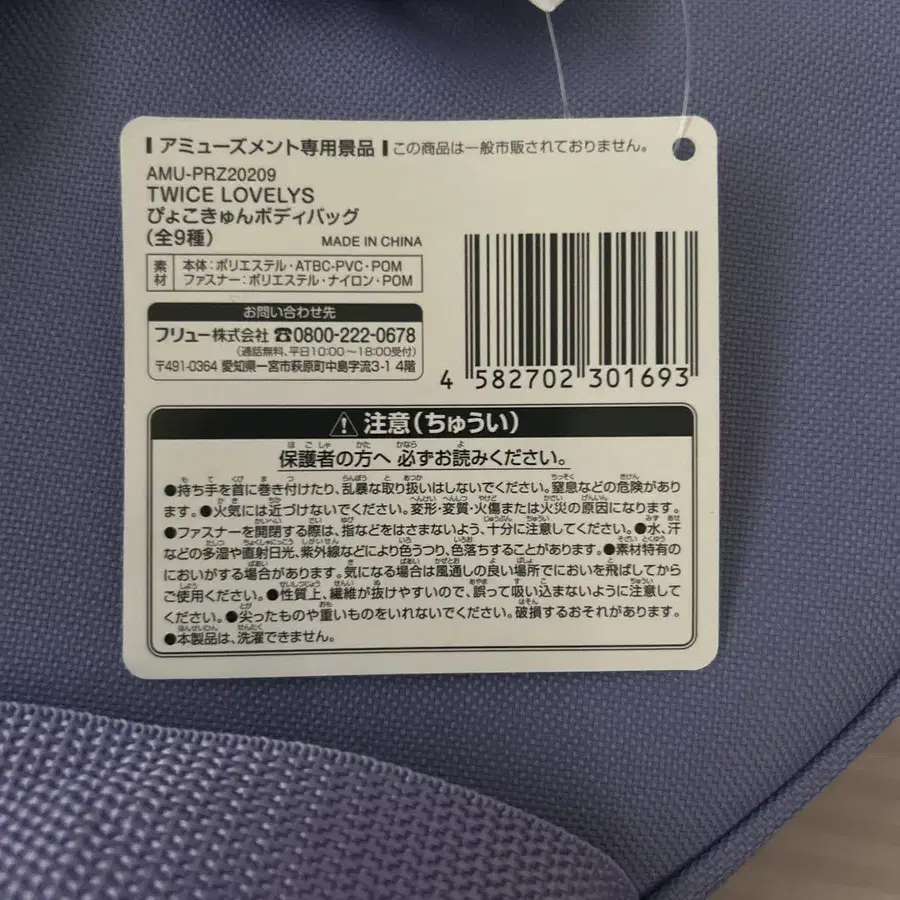 アミューズメント専用景品 この商品は一般市販されておりません。
AMU-PRZ20209
TWICE LOVELYS
ぴょこきゅんボディバッグ
(全9種) MADE IN CHINA
素材 本体：ポリエステル・ATBC-PVC・POM
ファスナー：ポリエステル・ナイロン・POM
お問い合わせ先
フリュー株式会社 ☎0800-222-0678
(通話無料、平日10:00～18:00受付)
〒491-0364 愛知県一宮市萩原町中島字流3-1 4階
4 582702 301693
⚠注意(ちゅうい)
保護者の方へ 必ずお読みください。
●持ち手を首に巻き付けたり、乱暴な取り扱いはしないでください。窒息などの危険があり
ます。●火気には近づけないでください。変形・変質・火傷または火災の原因になります。
●ファスナーを開閉する際は、指などをはさまないよう、十分に注意してください。●水、汗
などの多湿や直射日光、紫外線などにより色うつり、色落ちすることがあります。●素材特有の
においがする場合があります。気になる場合は風通しの良い場所でにおいを飛ばしてから
ご使用ください。●性質上、繊維が抜けやすいので、誤って吸い込まないように注意して
ください。●尖ったものや重いものをいれないでください。破損するおそれがあります。
●本製品は、洗濯できません。